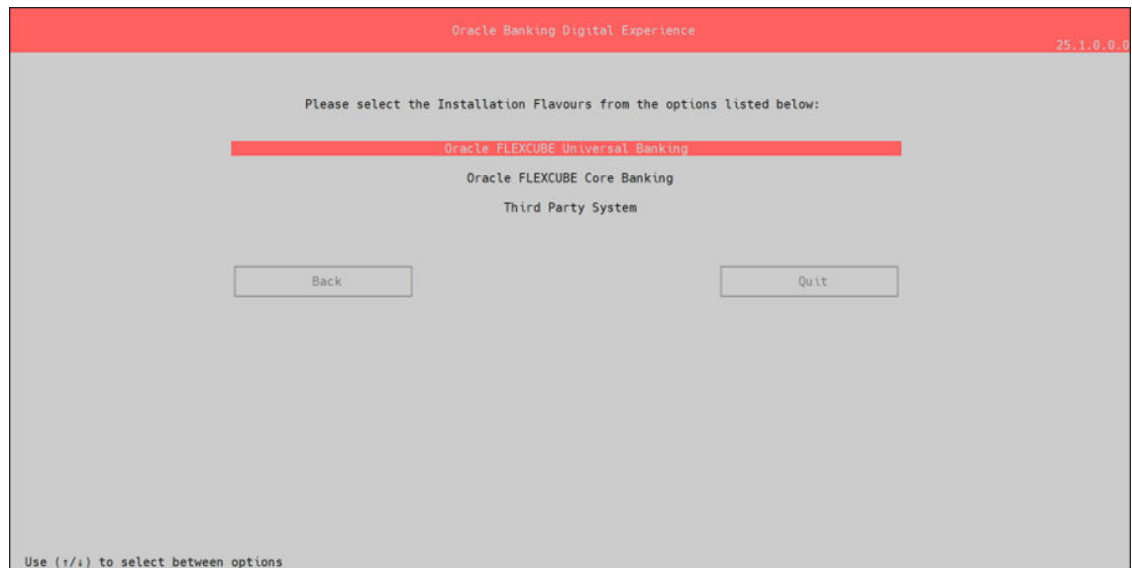 Oracle Banking Digital Experience
25.1.0.0.0
Please select the Installation Flavours from the options listed below:
Oracle FLEXCUBE Universal Banking
Oracle FLEXCUBE Core Banking
Third Party System
Back Quit
Use (↑/↓) to select between options